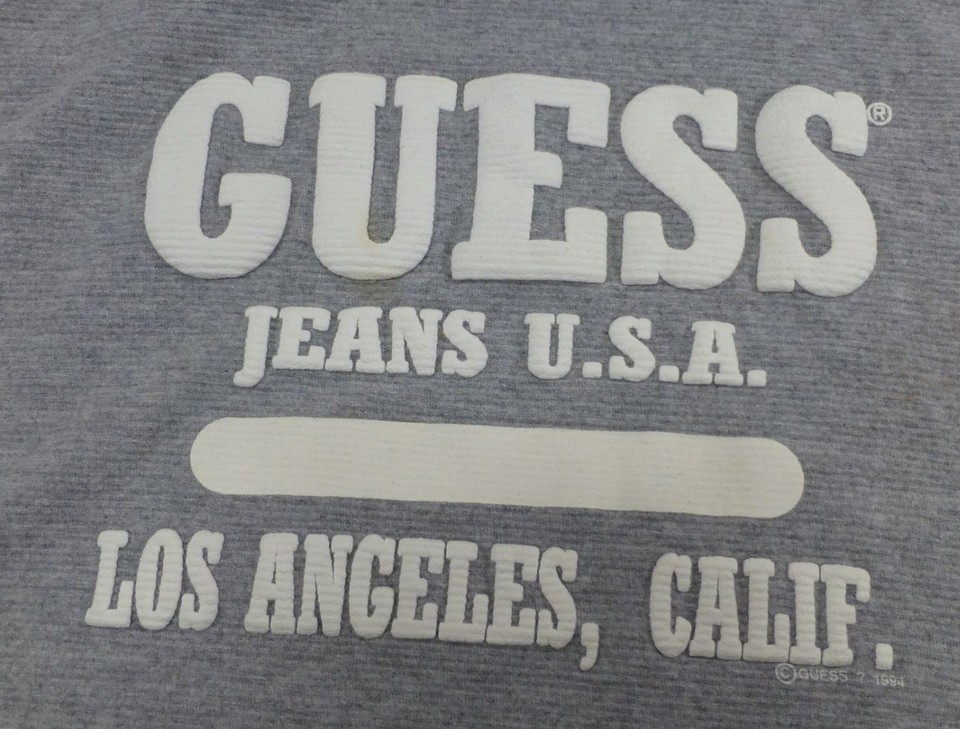 GUESS®
JEANS U.S.A.
LOS ANGELES, CALIF.
©GUESS ? 1994